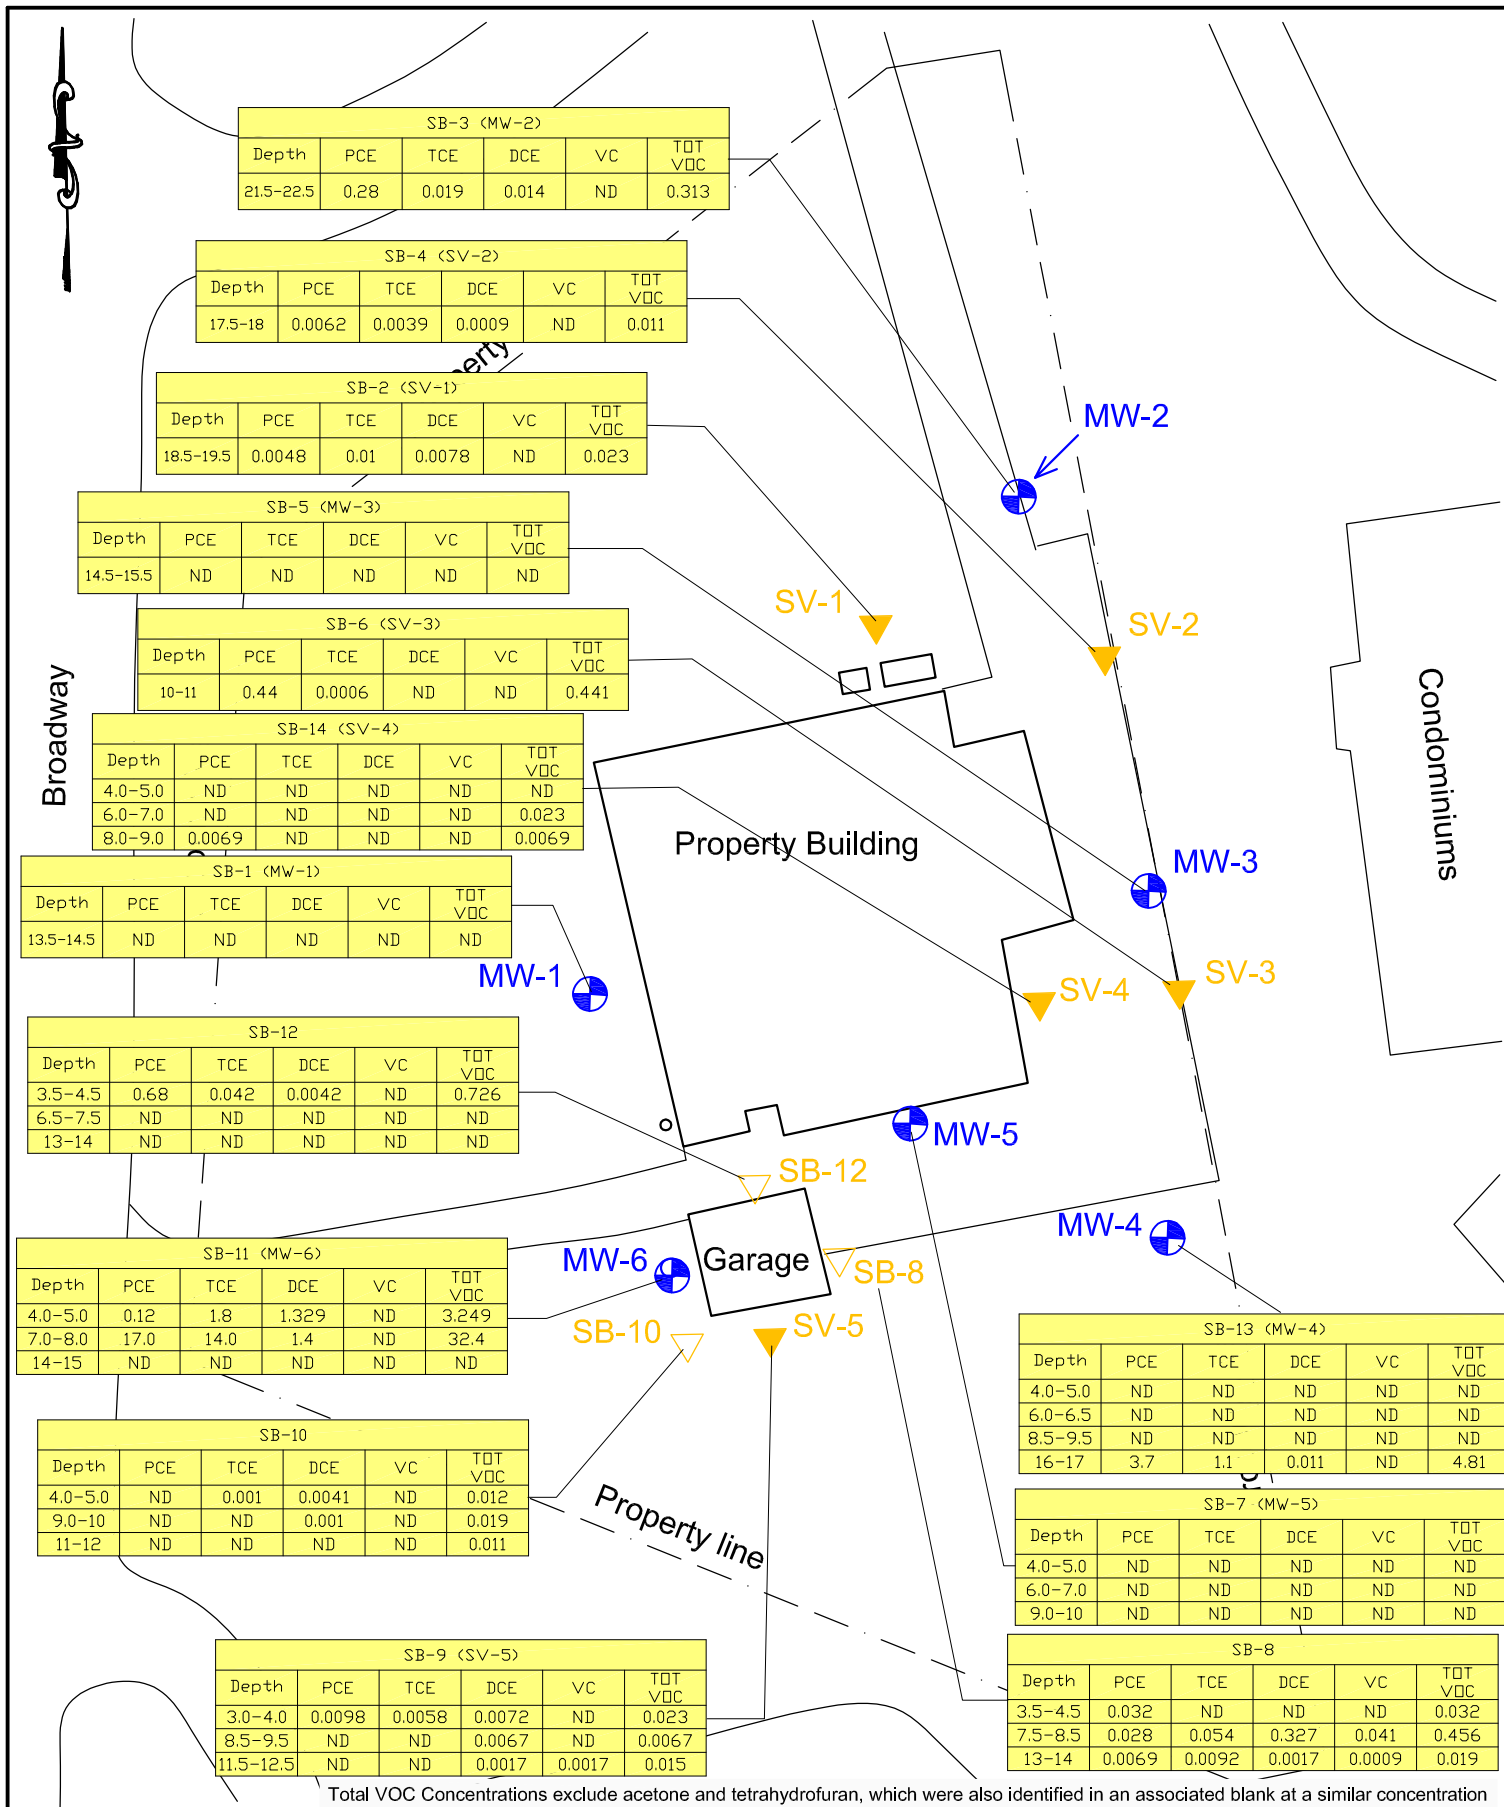 SB-3 (MW-2)
Depth PCE TCE DCE VC TOT VOC
21.5-22.5 0.28 0.019 0.014 ND 0.313
SB-4 (SV-2)
Depth PCE TCE DCE VC TOT VOC
17.5-18 0.0062 0.0039 0.0009 ND 0.011
SB-2 (SV-1)
Depth PCE TCE DCE VC TOT VOC
18.5-19.5 0.0048 0.01 0.0078 ND 0.023
SB-5 (MW-3)
Depth PCE TCE DCE VC TOT VOC
14.5-15.5 ND ND ND ND ND
SB-6 (SV-3)
Depth PCE TCE DCE VC TOT VOC
10-11 0.44 0.0006 ND ND 0.441
SB-14 (SV-4)
Depth PCE TCE DCE VC TOT VOC
4.0-5.0 ND ND ND ND ND
6.0-7.0 ND ND ND ND 0.023
8.0-9.0 0.0069 ND ND ND 0.0069
SB-1 (MW-1)
Depth PCE TCE DCE VC TOT VOC
13.5-14.5 ND ND ND ND ND
SB-12
Depth PCE TCE DCE VC TOT VOC
3.5-4.5 0.68 0.042 0.0042 ND 0.726
6.5-7.5 ND ND ND ND ND
13-14 ND ND ND ND ND
SB-11 (MW-6)
Depth PCE TCE DCE VC TOT VOC
4.0-5.0 0.12 1.8 1.329 ND 3.249
7.0-8.0 17.0 14.0 1.4 ND 32.4
14-15 ND ND ND ND ND
SB-10
Depth PCE TCE DCE VC TOT VOC
4.0-5.0 ND 0.001 0.0041 ND 0.012
9.0-10 ND ND 0.001 ND 0.019
11-12 ND ND ND ND 0.011
SB-9 (SV-5)
Depth PCE TCE DCE VC TOT VOC
3.0-4.0 0.0098 0.0058 0.0072 ND 0.023
8.5-9.5 ND ND 0.0067 ND 0.0067
11.5-12.5 ND ND 0.0017 0.0017 0.015
SB-13 (MW-4)
Depth PCE TCE DCE VC TOT VOC
4.0-5.0 ND ND ND ND ND
6.0-6.5 ND ND ND ND ND
8.5-9.5 ND ND ND ND ND
16-17 3.7 1.1 0.011 ND 4.81
SB-7 (MW-5)
Depth PCE TCE DCE VC TOT VOC
4.0-5.0 ND ND ND ND ND
6.0-7.0 ND ND ND ND ND
9.0-10 ND ND ND ND ND
SB-8
Depth PCE TCE DCE VC TOT VOC
3.5-4.5 0.032 ND ND ND 0.032
7.5-8.5 0.028 0.054 0.327 0.041 0.456
13-14 0.0069 0.0092 0.0017 0.0009 0.019
MW-2
SV-1
SV-2
Broadway
Condominiums
Property Building
MW-3
MW-1
SV-4
SV-3
MW-5
SB-12
MW-4
MW-6
Garage
SB-8
SB-10
SV-5
Property line
Total VOC Concentrations exclude acetone and tetrahydrofuran, which were also identified in an associated blank at a similar concentration